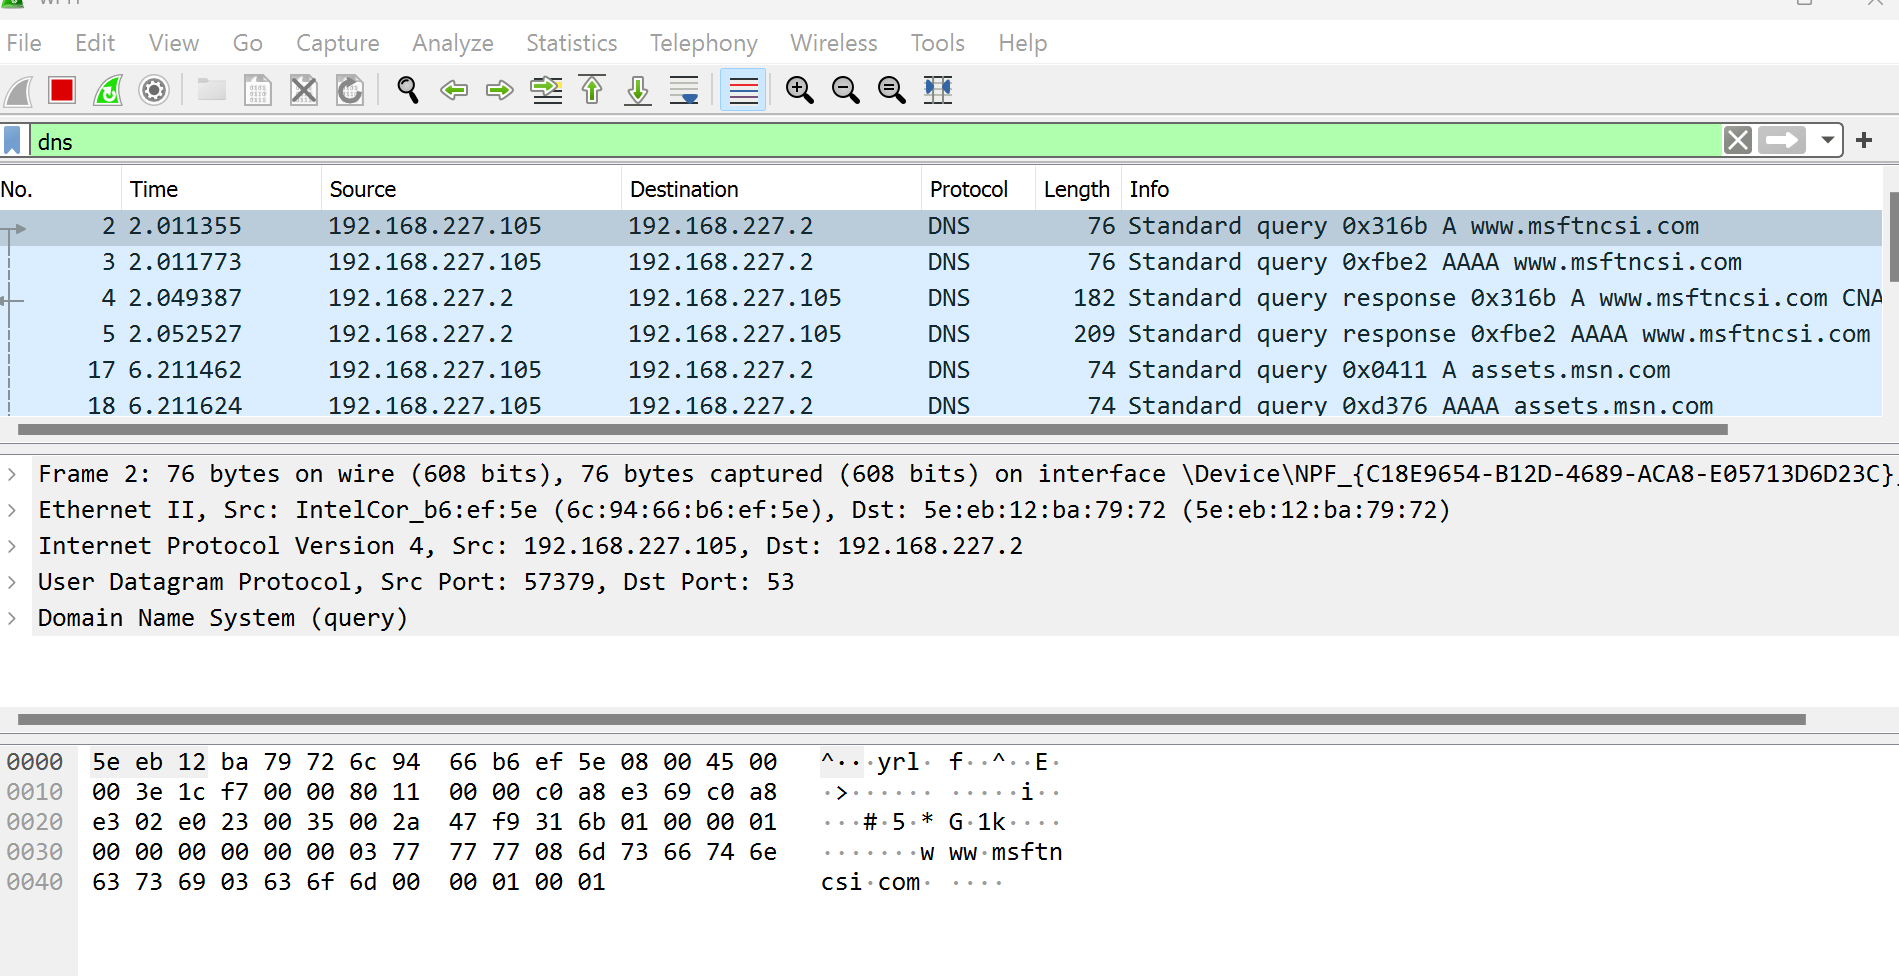 File Edit View Go Capture Analyze Statistics Telephony Wireless Tools Help
dns
No. Time Source Destination Protocol Length Info
2 2.011355 192.168.227.105 192.168.227.2 DNS 76 Standard query 0x316b A www.msftncsi.com
3 2.011773 192.168.227.105 192.168.227.2 DNS 76 Standard query 0xfbe2 AAAA www.msftncsi.com
4 2.049387 192.168.227.2 192.168.227.105 DNS 182 Standard query response 0x316b A www.msftncsi.com CNA
5 2.052527 192.168.227.2 192.168.227.105 DNS 209 Standard query response 0xfbe2 AAAA www.msftncsi.com
17 6.211462 192.168.227.105 192.168.227.2 DNS 74 Standard query 0x0411 A assets.msn.com
18 6.211624 192.168.227.105 192.168.227.2 DNS 74 Standard query 0xd376 AAAA assets.msn.com
Frame 2: 76 bytes on wire (608 bits), 76 bytes captured (608 bits) on interface \Device\NPF_{C18E9654-B12D-4689-ACA8-E05713D6D23C},
Ethernet II, Src: IntelCor_b6:ef:5e (6c:94:66:b6:ef:5e), Dst: 5e:eb:12:ba:79:72 (5e:eb:12:ba:79:72)
Internet Protocol Version 4, Src: 192.168.227.105, Dst: 192.168.227.2
User Datagram Protocol, Src Port: 57379, Dst Port: 53
Domain Name System (query)
0000 5e eb 12 ba 79 72 6c 94 66 b6 ef 5e 08 00 45 00 ^··yrl· f··^··E·
0010 00 3e 1c f7 00 00 80 11 00 00 c0 a8 e3 69 c0 a8 ·>······ ·····i··
0020 e3 02 e0 23 00 35 00 2a 47 f9 31 6b 01 00 00 01 ···#·5·* G·1k····
0030 00 00 00 00 00 00 03 77 77 77 08 6d 73 66 74 6e ·······w ww·msftn
0040 63 73 69 03 63 6f 6d 00 00 01 00 01 csi·com· ····